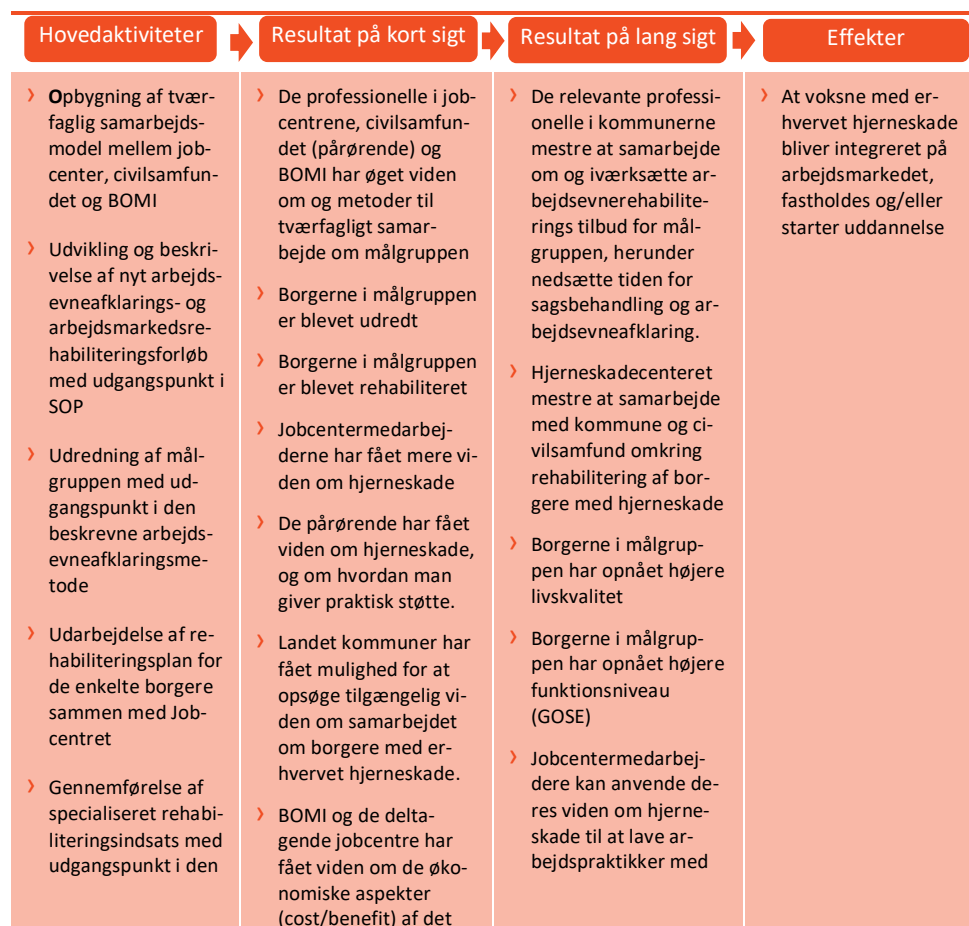 Hovedaktiviteter
Resultat på kort sigt
Resultat på lang sigt
Effekter
› Opbygning af tvær-
faglig samarbejds-
model mellem job-
center, civilsamfun-
det og BOMI
› Udvikling og beskri-
velse af nyt arbejds-
evneafklarings- og
arbejdsmarkedsre-
habiliteringsforløb
med udgangspunkt i
SOP
› Udredning af mål-
gruppen med ud-
gangspunkt i den
beskrevne arbejds-
evneafklaringsme-
tode
› Udarbejdelse af re-
habiliteringsplan for
de enkelte borgere
sammen med Job-
centret
› Gennemførelse af
specialiseret rehabi-
literingsindsats med
udgangspunkt i den
› De professionelle i job-
centrene, civilsamfun-
det (pårørende) og
BOMI har øget viden
om og metoder til
tværfagligt samar-
bejde om målgruppen
› Borgerne i målgruppen
er blevet udredt
› Borgerne i målgruppen
er blevet rehabiliteret
› Jobcentermedarbej-
derne har fået mere vi-
den om hjerneskade
› De pårørende har fået
viden om hjerneskade,
og om hvordan man
giver praktisk støtte.
› Landet kommuner har
fået mulighed for at
opsøge tilgængelig vi-
den om samarbejdet
om borgere med er-
hvervet hjerneskade.
› BOMI og de delta-
gende jobcentre har
fået viden om de øko-
nomiske aspekter
(cost/benefit) af det
› De relevante professi-
onelle i kommunerne
mestre at samarbejde
om og iværksætte ar-
bejdsevnerehabilite-
rings tilbud for mål-
gruppen, herunder
nedsætte tiden for
sagsbehandling og ar-
bejdsevneafklaring.
› Hjerneskadecenteret
mestre at samarbejde
med kommune og ci-
vilsamfund omkring
rehabilitering af bor-
gere med hjerneskade
› Borgerne i målgrup-
pen har opnået højere
livskvalitet
› Borgerne i målgrup-
pen har opnået højere
funktionsniveau
(GOSE)
› Jobcentermedarbej-
dere kan anvende de-
res viden om hjerne-
skade til at lave ar-
bejdspraktikker med
› At voksne med er-
hvervet hjerneskade
bliver integreret på
arbejdsmarkedet,
fastholdes og/eller
starter uddannelse